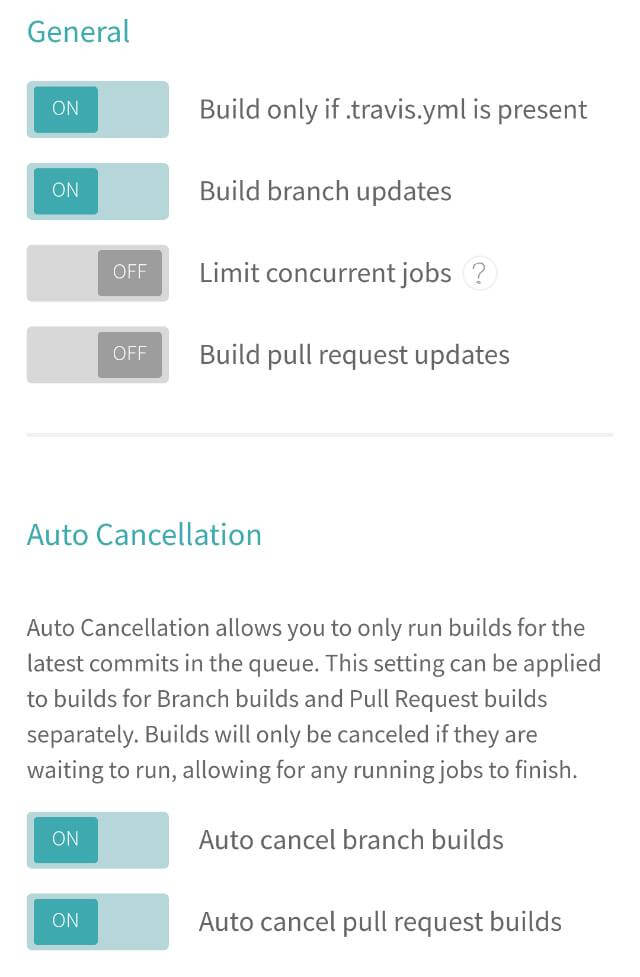 General
ON Build only if .travis.yml is present
ON Build branch updates
OFF Limit concurrent jobs ?
OFF Build pull request updates
Auto Cancellation
Auto Cancellation allows you to only run builds for the
latest commits in the queue. This setting can be applied
to builds for Branch builds and Pull Request builds
separately. Builds will only be canceled if they are
waiting to run, allowing for any running jobs to finish.
ON Auto cancel branch builds
ON Auto cancel pull request builds